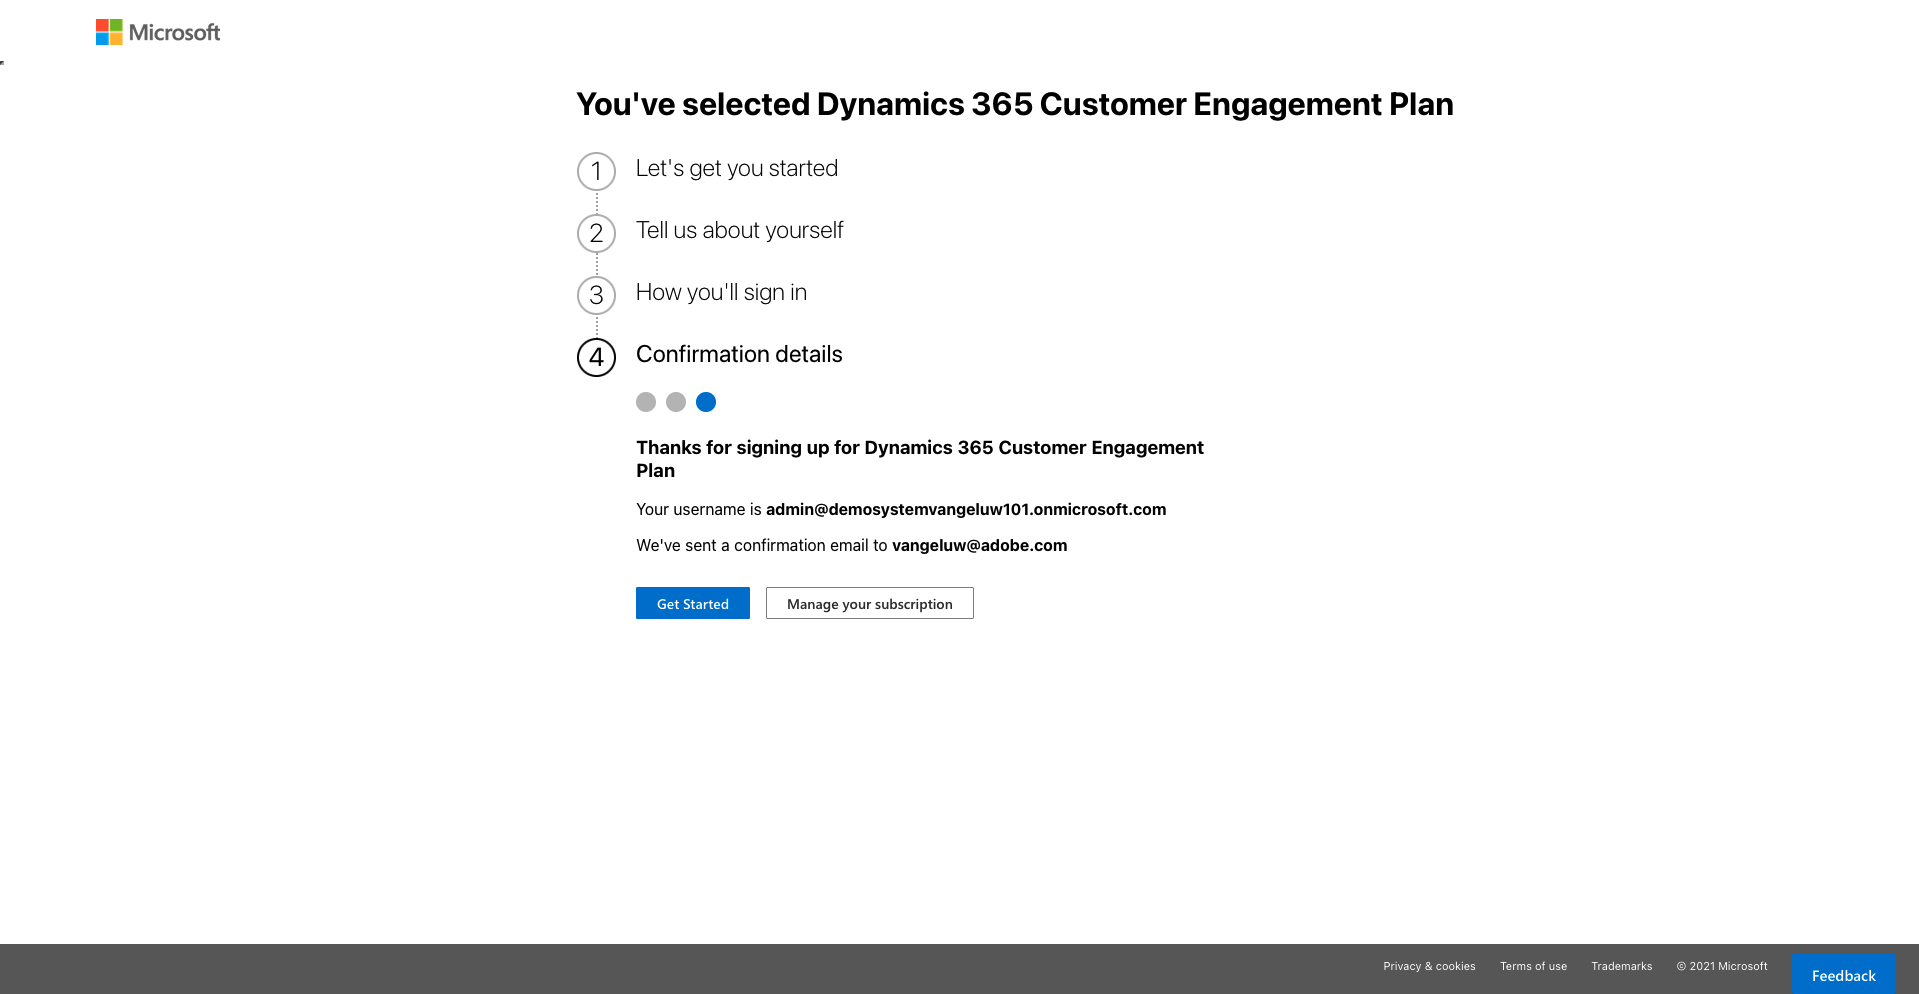 Microsoft
You've selected Dynamics 365 Customer Engagement Plan
1 Let's get you started
2 Tell us about yourself
3 How you'll sign in
4 Confirmation details
Thanks for signing up for Dynamics 365 Customer Engagement
Plan
Your username is admin@demosystemvangeluw101.onmicrosoft.com
We've sent a confirmation email to vangeluw@adobe.com
Get Started Manage your subscription
Privacy & cookies Terms of use Trademarks © 2021 Microsoft Feedback